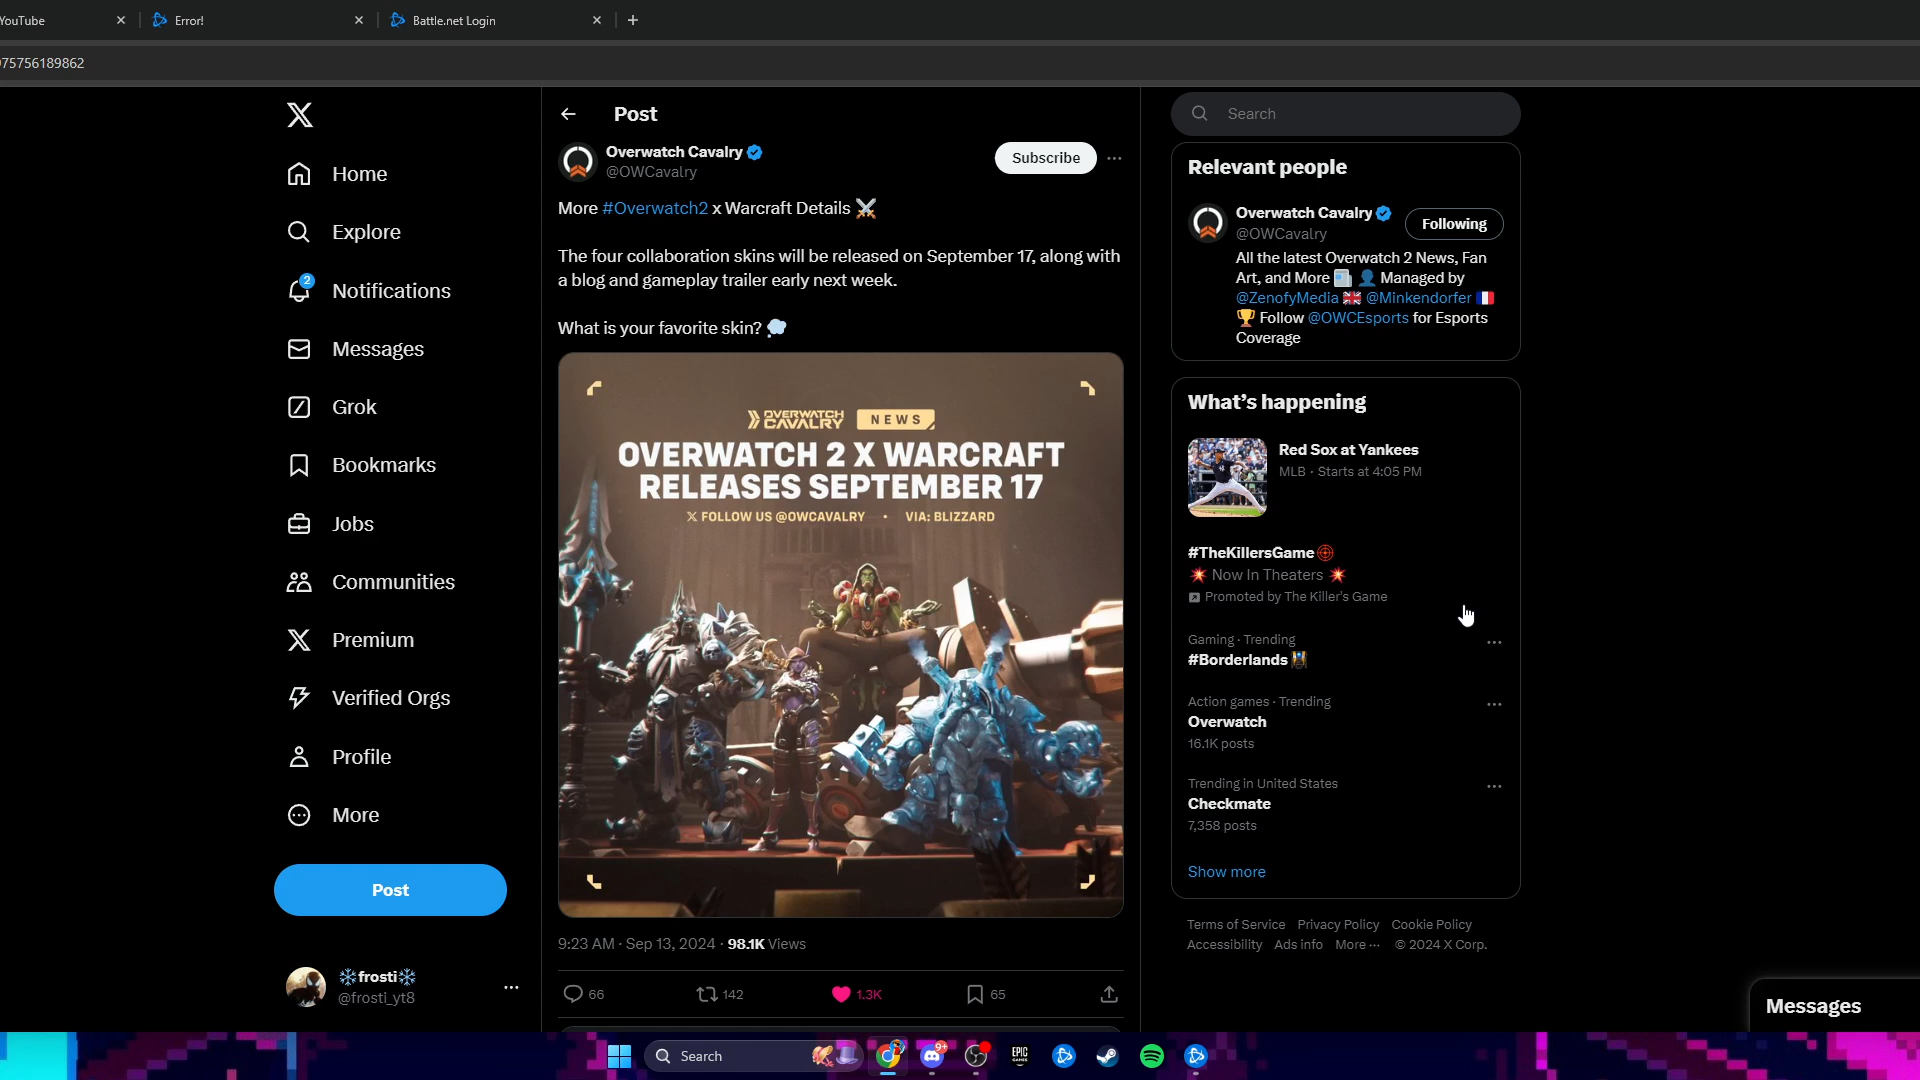 YouTube
Error!
Battle.net Login
75756189862
Home
Explore
2
Notifications
Messages
Grok
Bookmarks
Jobs
Communities
Premium
Verified Orgs
Profile
More
Post
❄frosti❄
@frosti_yt8
Post
Overwatch Cavalry
@OWCavalry
Subscribe
More #Overwatch2 x Warcraft Details ⚔
The four collaboration skins will be released on September 17, along with
a blog and gameplay trailer early next week.
What is your favorite skin? 💭
OVERWATCH
CAVALRY
NEWS
OVERWATCH 2 X WARCRAFT
RELEASES SEPTEMBER 17
X FOLLOW US @OWCAVALRY • VIA: BLIZZARD
9:23 AM · Sep 13, 2024 · 98.1K Views
66
142
1.3K
65
Search
Relevant people
Overwatch Cavalry
@OWCavalry
Following
All the latest Overwatch 2 News, Fan
Art, and More 📰 👤 Managed by
@ZenofyMedia 🇬🇧 @Minkendorfer 🇫🇷
🏆 Follow @OWCEsports for Esports
Coverage
What's happening
Red Sox at Yankees
MLB · Starts at 4:05 PM
#TheKillersGame
💥 Now In Theaters 💥
Promoted by The Killer's Game
Gaming · Trending
#Borderlands
Action games · Trending
Overwatch
16.1K posts
Trending in United States
Checkmate
7,358 posts
Show more
Terms of Service Privacy Policy Cookie Policy
Accessibility Ads info More ··· © 2024 X Corp.
Messages
Search
9+
EPIC
GAMES